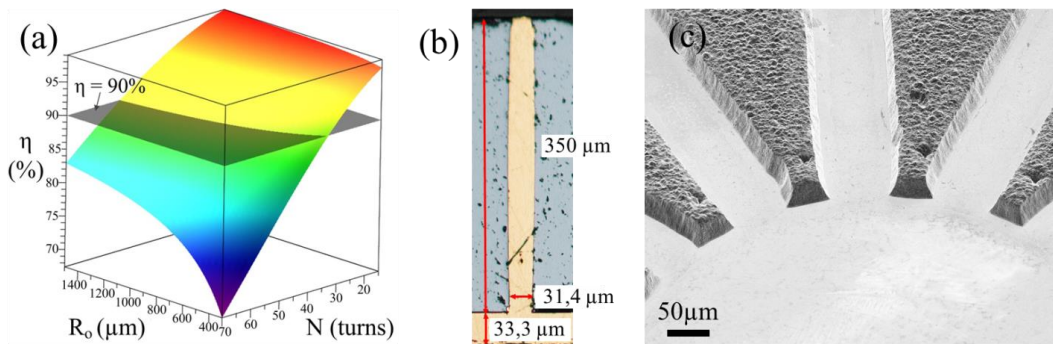 (a)
η = 90%
95
90
85
80
75
70
η
(%)
1400
1200
1000
800
600
400
Rₒ (µm)
70
60
50
40
30
20
N (turns)
(b)
350 µm
31,4 µm
33,3 µm
(c)
50µm